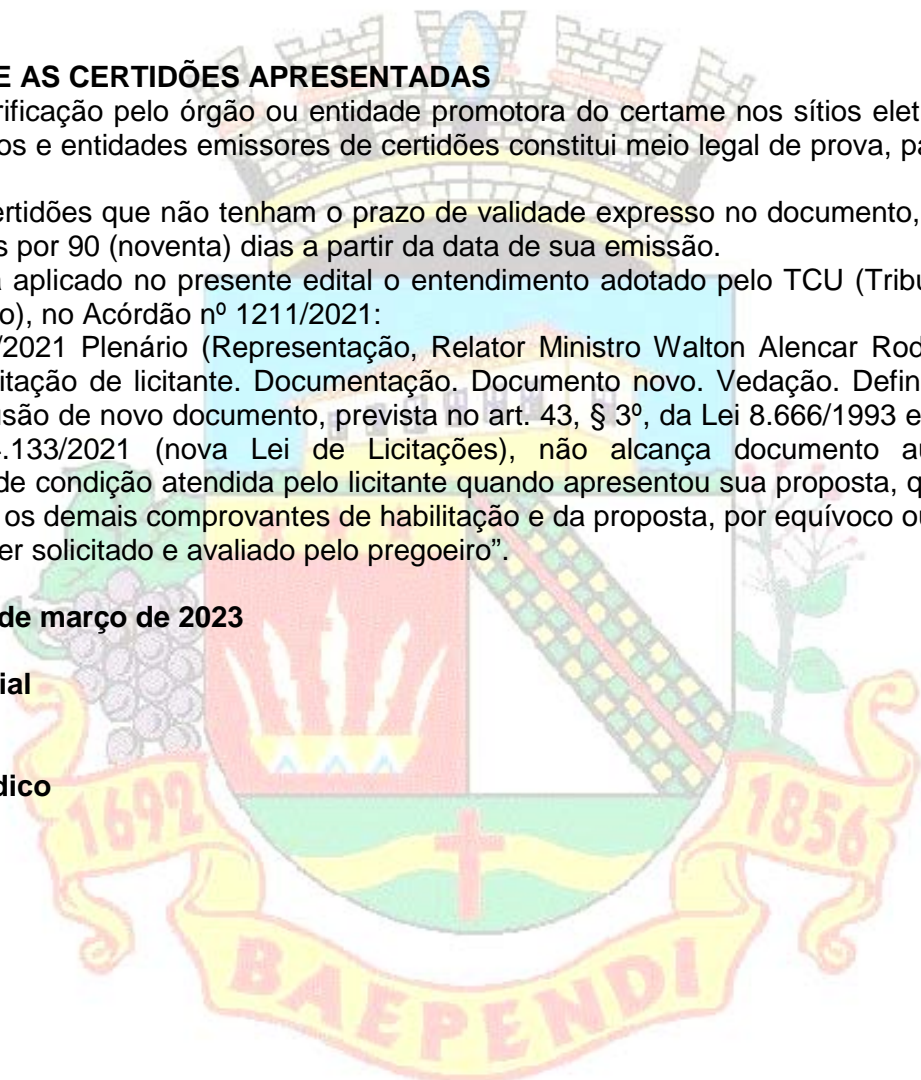 E AS CERTIDÕES APRESENTADAS
rificação pelo órgão ou entidade promotora do certame nos sítios elet
os e entidades emissores de certidões constitui meio legal de prova, pa
ertidões que não tenham o prazo de validade expresso no documento,
s por 90 (noventa) dias a partir da data de sua emissão.
a aplicado no presente edital o entendimento adotado pelo TCU (Tribu
o), no Acórdão nº 1211/2021:
/2021 Plenário (Representação, Relator Ministro Walton Alencar Rod
itação de licitante. Documentação. Documento novo. Vedação. Defin
usão de novo documento, prevista no art. 43, § 3º, da Lei 8.666/1993 e
4.133/2021 (nova Lei de Licitações), não alcança documento au
de condição atendida pelo licitante quando apresentou sua proposta, q
os demais comprovantes de habilitação e da proposta, por equívoco ou
er solicitado e avaliado pelo pregoeiro”.
de março de 2023
ial
dico
1692
1856
BAEPENDI